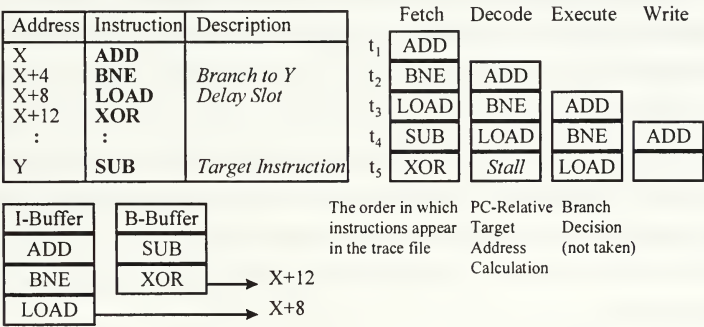 Address Instruction Description
X ADD
X+4 BNE Branch to Y
X+8 LOAD Delay Slot
X+12 XOR
: :
Y SUB Target Instruction
Fetch Decode Execute Write
t1 ADD
t2 BNE ADD
t3 LOAD BNE ADD
t4 SUB LOAD BNE ADD
t5 XOR Stall LOAD
The order in which
instructions appear
in the trace file
PC-Relative
Target
Address
Calculation
Branch
Decision
(not taken)
I-Buffer
ADD
BNE
LOAD
B-Buffer
SUB
XOR
X+12
X+8